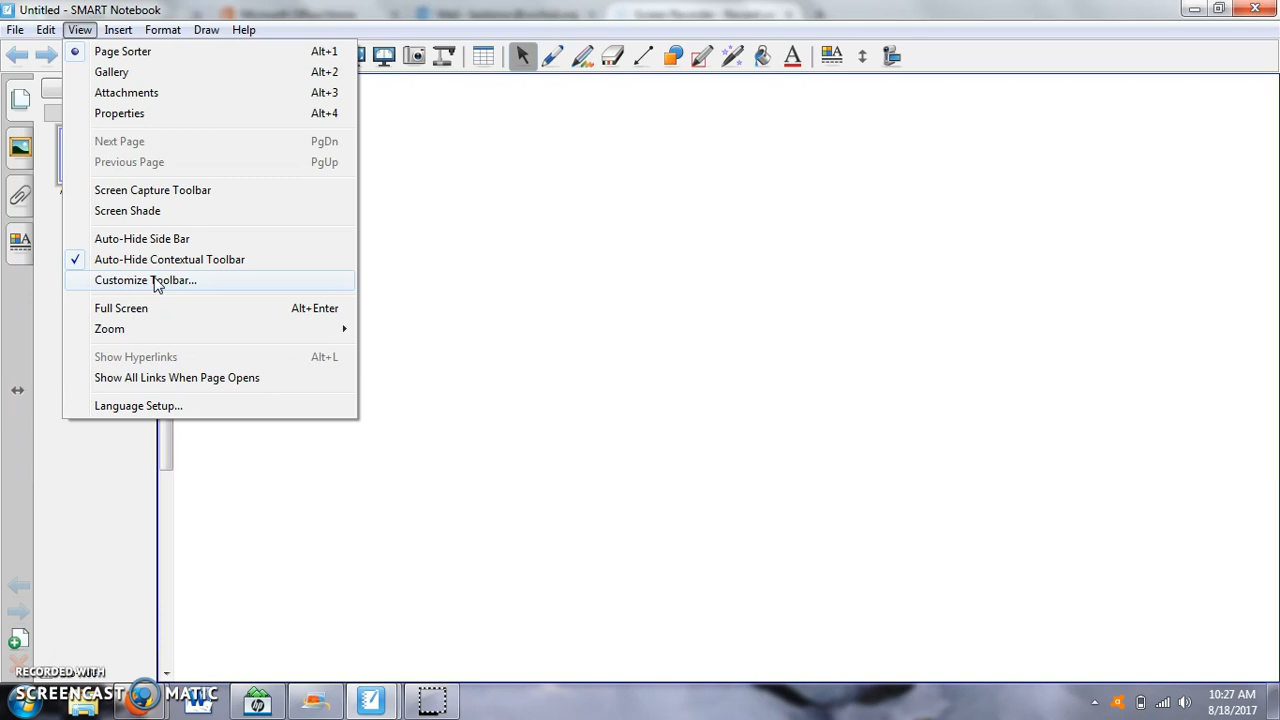 Untitled - SMART Notebook
File Edit View Insert Format Draw Help
Page Sorter Alt+1
Gallery Alt+2
Attachments Alt+3
Properties Alt+4
Next Page PgDn
Previous Page PgUp
Screen Capture Toolbar
Screen Shade
Auto-Hide Side Bar
Auto-Hide Contextual Toolbar
Customize Toolbar...
Full Screen Alt+Enter
Zoom
Show Hyperlinks Alt+L
Show All Links When Page Opens
Language Setup...
RECORDED WITH
SCREENCAST MATIC
10:27 AM
8/18/2017